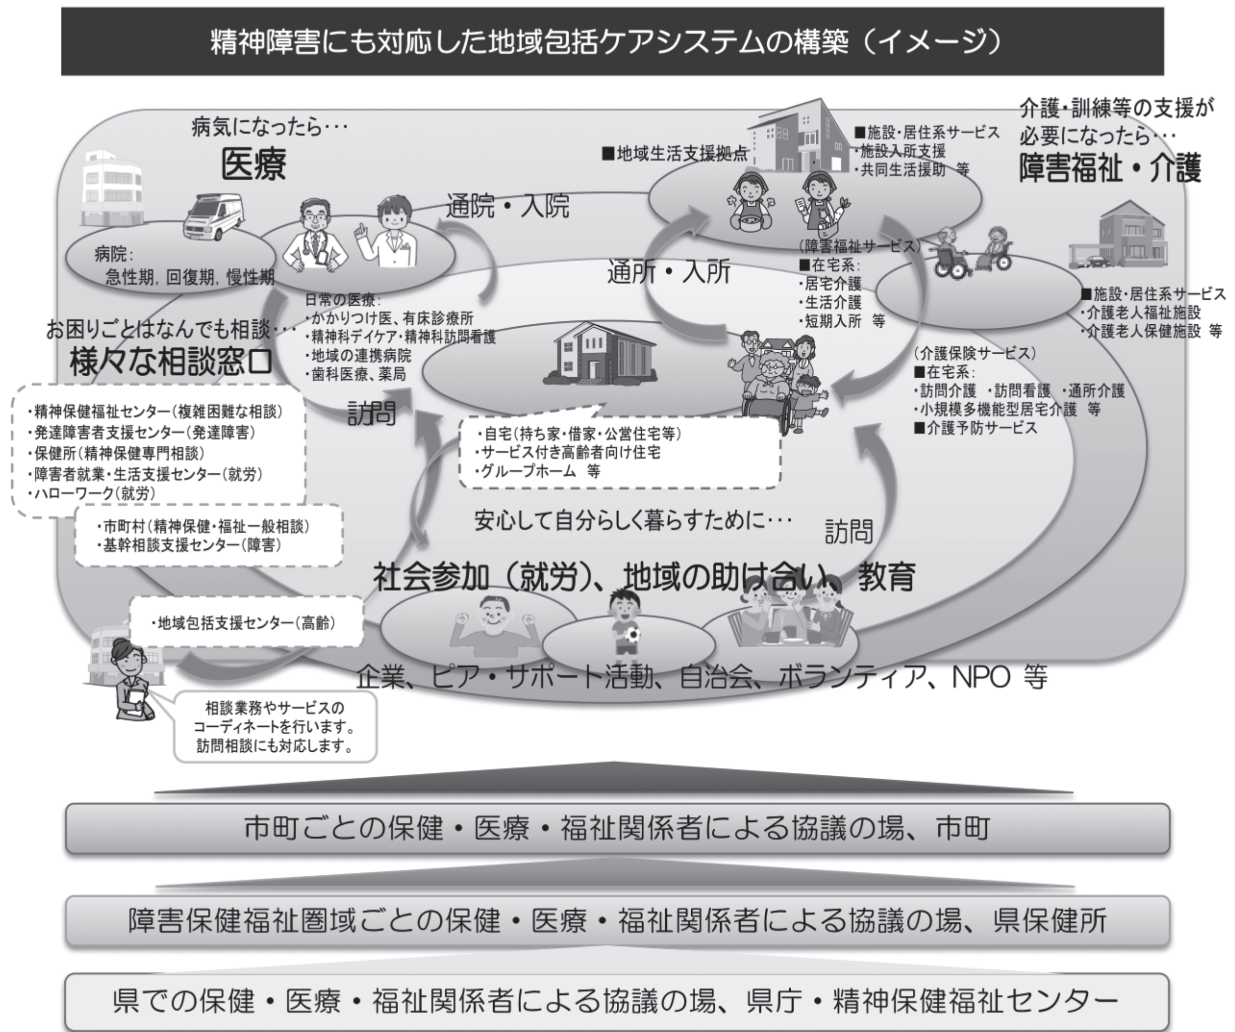 精神障害にも対応した地域包括ケアシステムの構築（イメージ）
病気になったら･･･
医療
病院：
急性期, 回復期, 慢性期
通院・入院
日常の医療：
・かかりつけ医、有床診療所
・精神科デイケア・精神科訪問看護
・地域の連携病院
・歯科医療、薬局
■地域生活支援拠点
■施設・居住系サービス
・施設入所支援
・共同生活援助 等
介護・訓練等の支援が
必要になったら･･･
障害福祉・介護
通所・入所
(障害福祉サービス)
■在宅系：
・居宅介護
・生活介護
・短期入所 等
■施設・居住系サービス
・介護老人福祉施設
・介護老人保健施設 等
(介護保険サービス)
■在宅系：
・訪問介護 ・訪問看護 ・通所介護
・小規模多機能型居宅介護 等
■介護予防サービス
お困りごとはなんでも相談･･･
様々な相談窓口
・精神保健福祉センター(複雑困難な相談)
・発達障害者支援センター(発達障害)
・保健所(精神保健専門相談)
・障害者就業・生活支援センター(就労)
・ハローワーク(就労)
・市町村(精神保健・福祉一般相談)
・基幹相談支援センター(障害)
・地域包括支援センター(高齢)
訪問
・自宅(持ち家・借家・公営住宅等)
・サービス付き高齢者向け住宅
・グループホーム 等
安心して自分らしく暮らすために･･･
訪問
社会参加（就労）、地域の助け合い、教育
企業、ピア・サポート活動、自治会、ボランティア、NPO 等
相談業務やサービスの
コーディネートを行います。
訪問相談にも対応します。
市町ごとの保健・医療・福祉関係者による協議の場、市町
障害保健福祉圏域ごとの保健・医療・福祉関係者による協議の場、県保健所
県での保健・医療・福祉関係者による協議の場、県庁・精神保健福祉センター